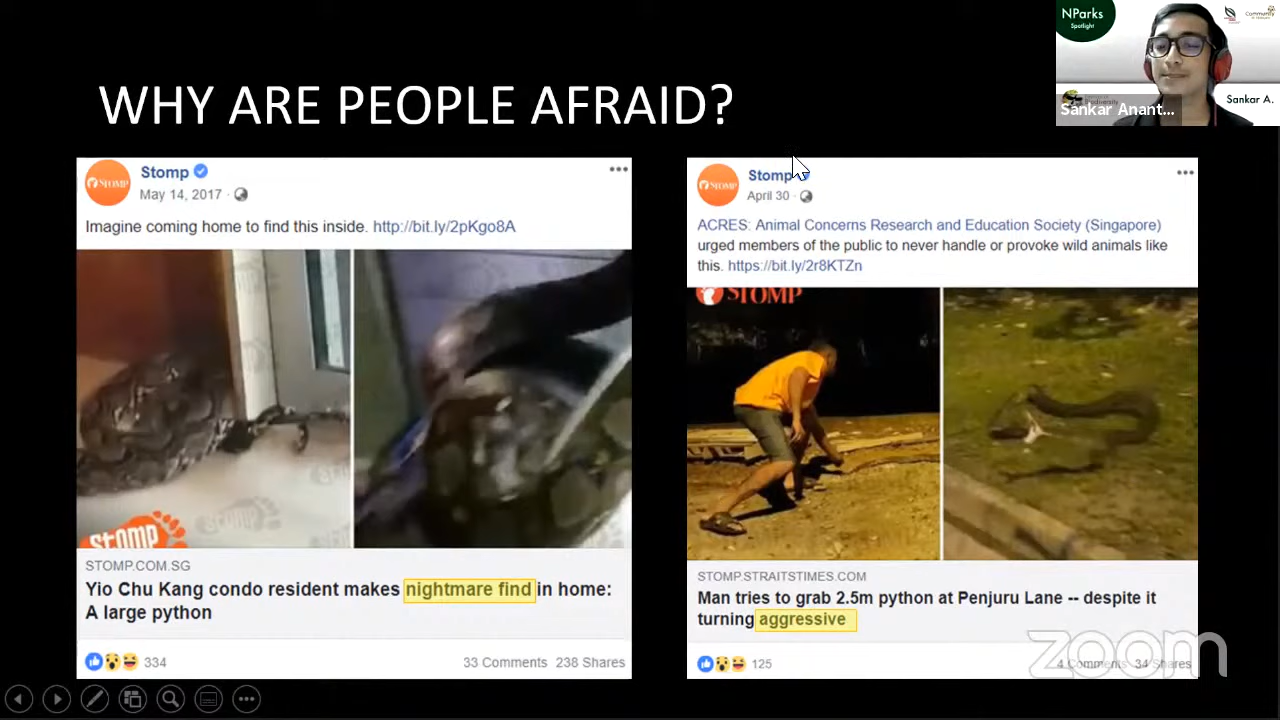 WHY ARE PEOPLE AFRAID?
NPARKS
Spotlight
Community
Sankar Anant...
Sankar A.
STOMP
Stomp
May 14, 2017 ·
Imagine coming home to find this inside. http://bit.ly/2pKgo8A
STOMP
STOMP.COM.SG
Yio Chu Kang condo resident makes nightmare find in home:
A large python
334
33 Comments 238 Shares
STOMP
Stomp
April 30 ·
ACRES: Animal Concerns Research and Education Society (Singapore)
urged members of the public to never handle or provoke wild animals like
this. https://bit.ly/2r8KTZn
STOMP
STOMP.STRAITSTIMES.COM
Man tries to grab 2.5m python at Penjuru Lane -- despite it
turning aggressive
125
4 Comments 34 Shares
zoom